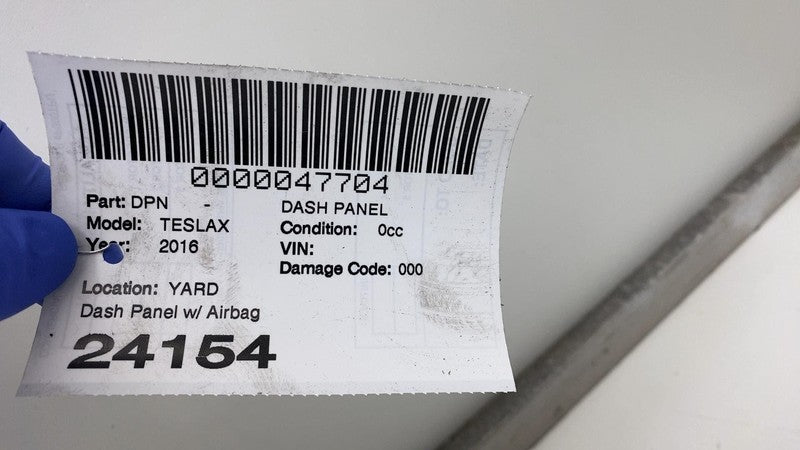 0000047704
Part: DPN - DASH PANEL
Model: TESLAX Condition: 0cc
Year: 2016 VIN:
Damage Code: 000
Location: YARD
Dash Panel w/ Airbag
24154